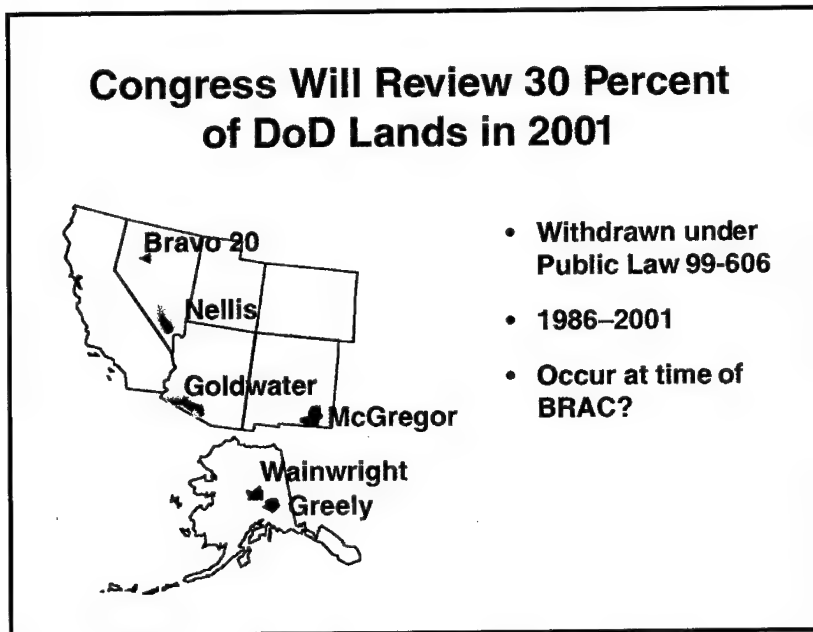 Congress Will Review 30 Percent
of DoD Lands in 2001
Bravo 20
Nellis
Goldwater
McGregor
Wainwright
Greely
• Withdrawn under
Public Law 99-606
• 1986–2001
• Occur at time of
BRAC?